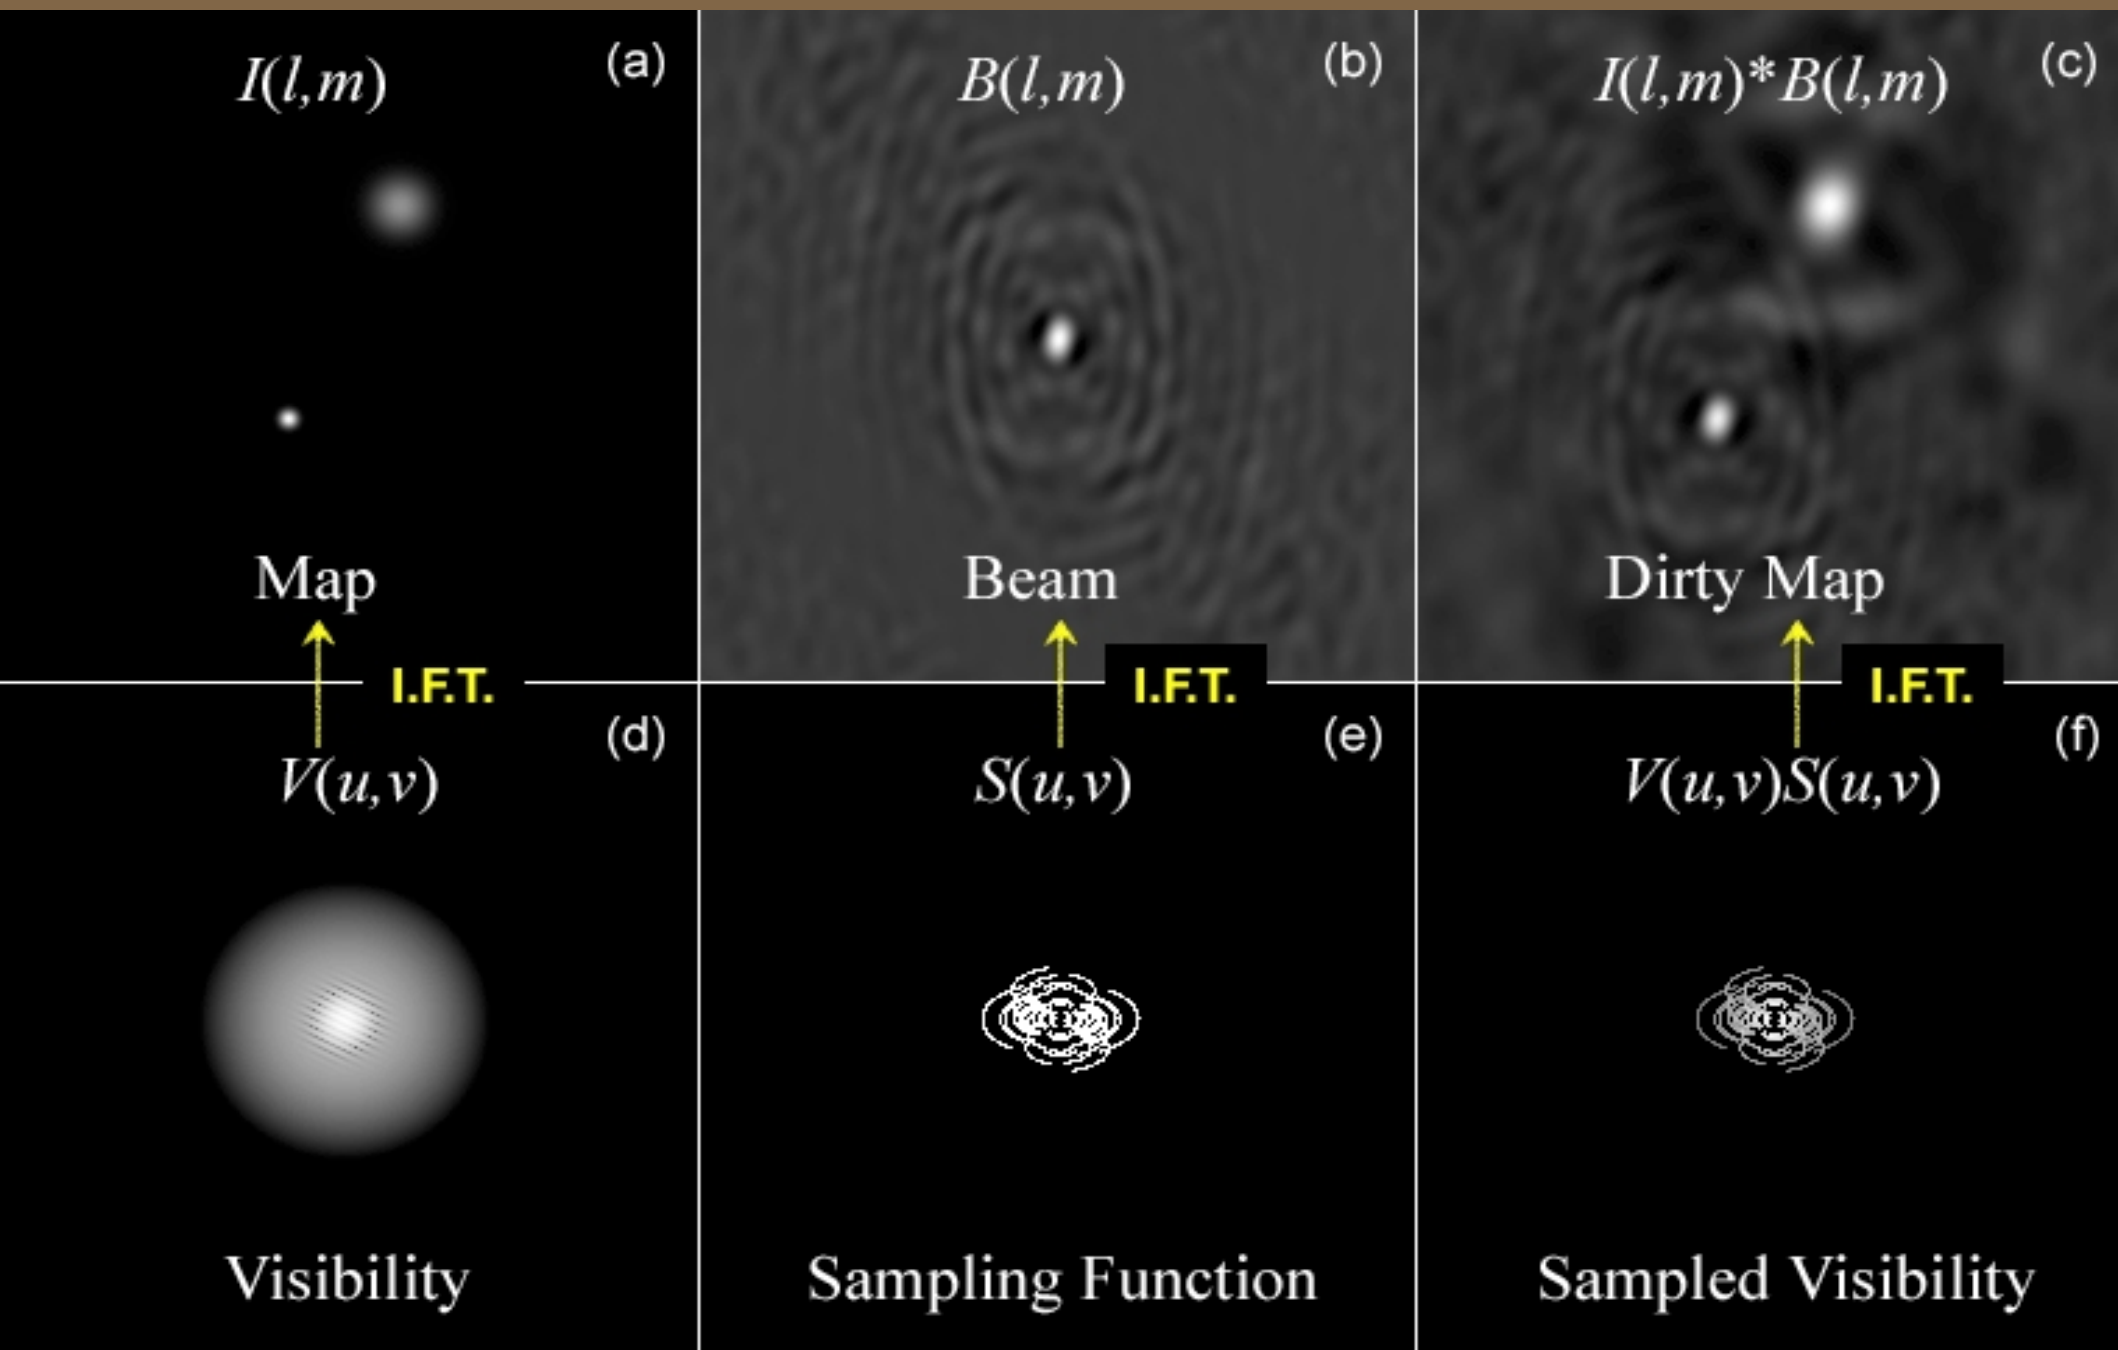 (a)
I(l,m)
Map
I.F.T.
(b)
B(l,m)
Beam
I.F.T.
(c)
I(l,m)*B(l,m)
Dirty Map
I.F.T.
(d)
V(u,v)
Visibility
(e)
S(u,v)
Sampling Function
(f)
V(u,v)S(u,v)
Sampled Visibility